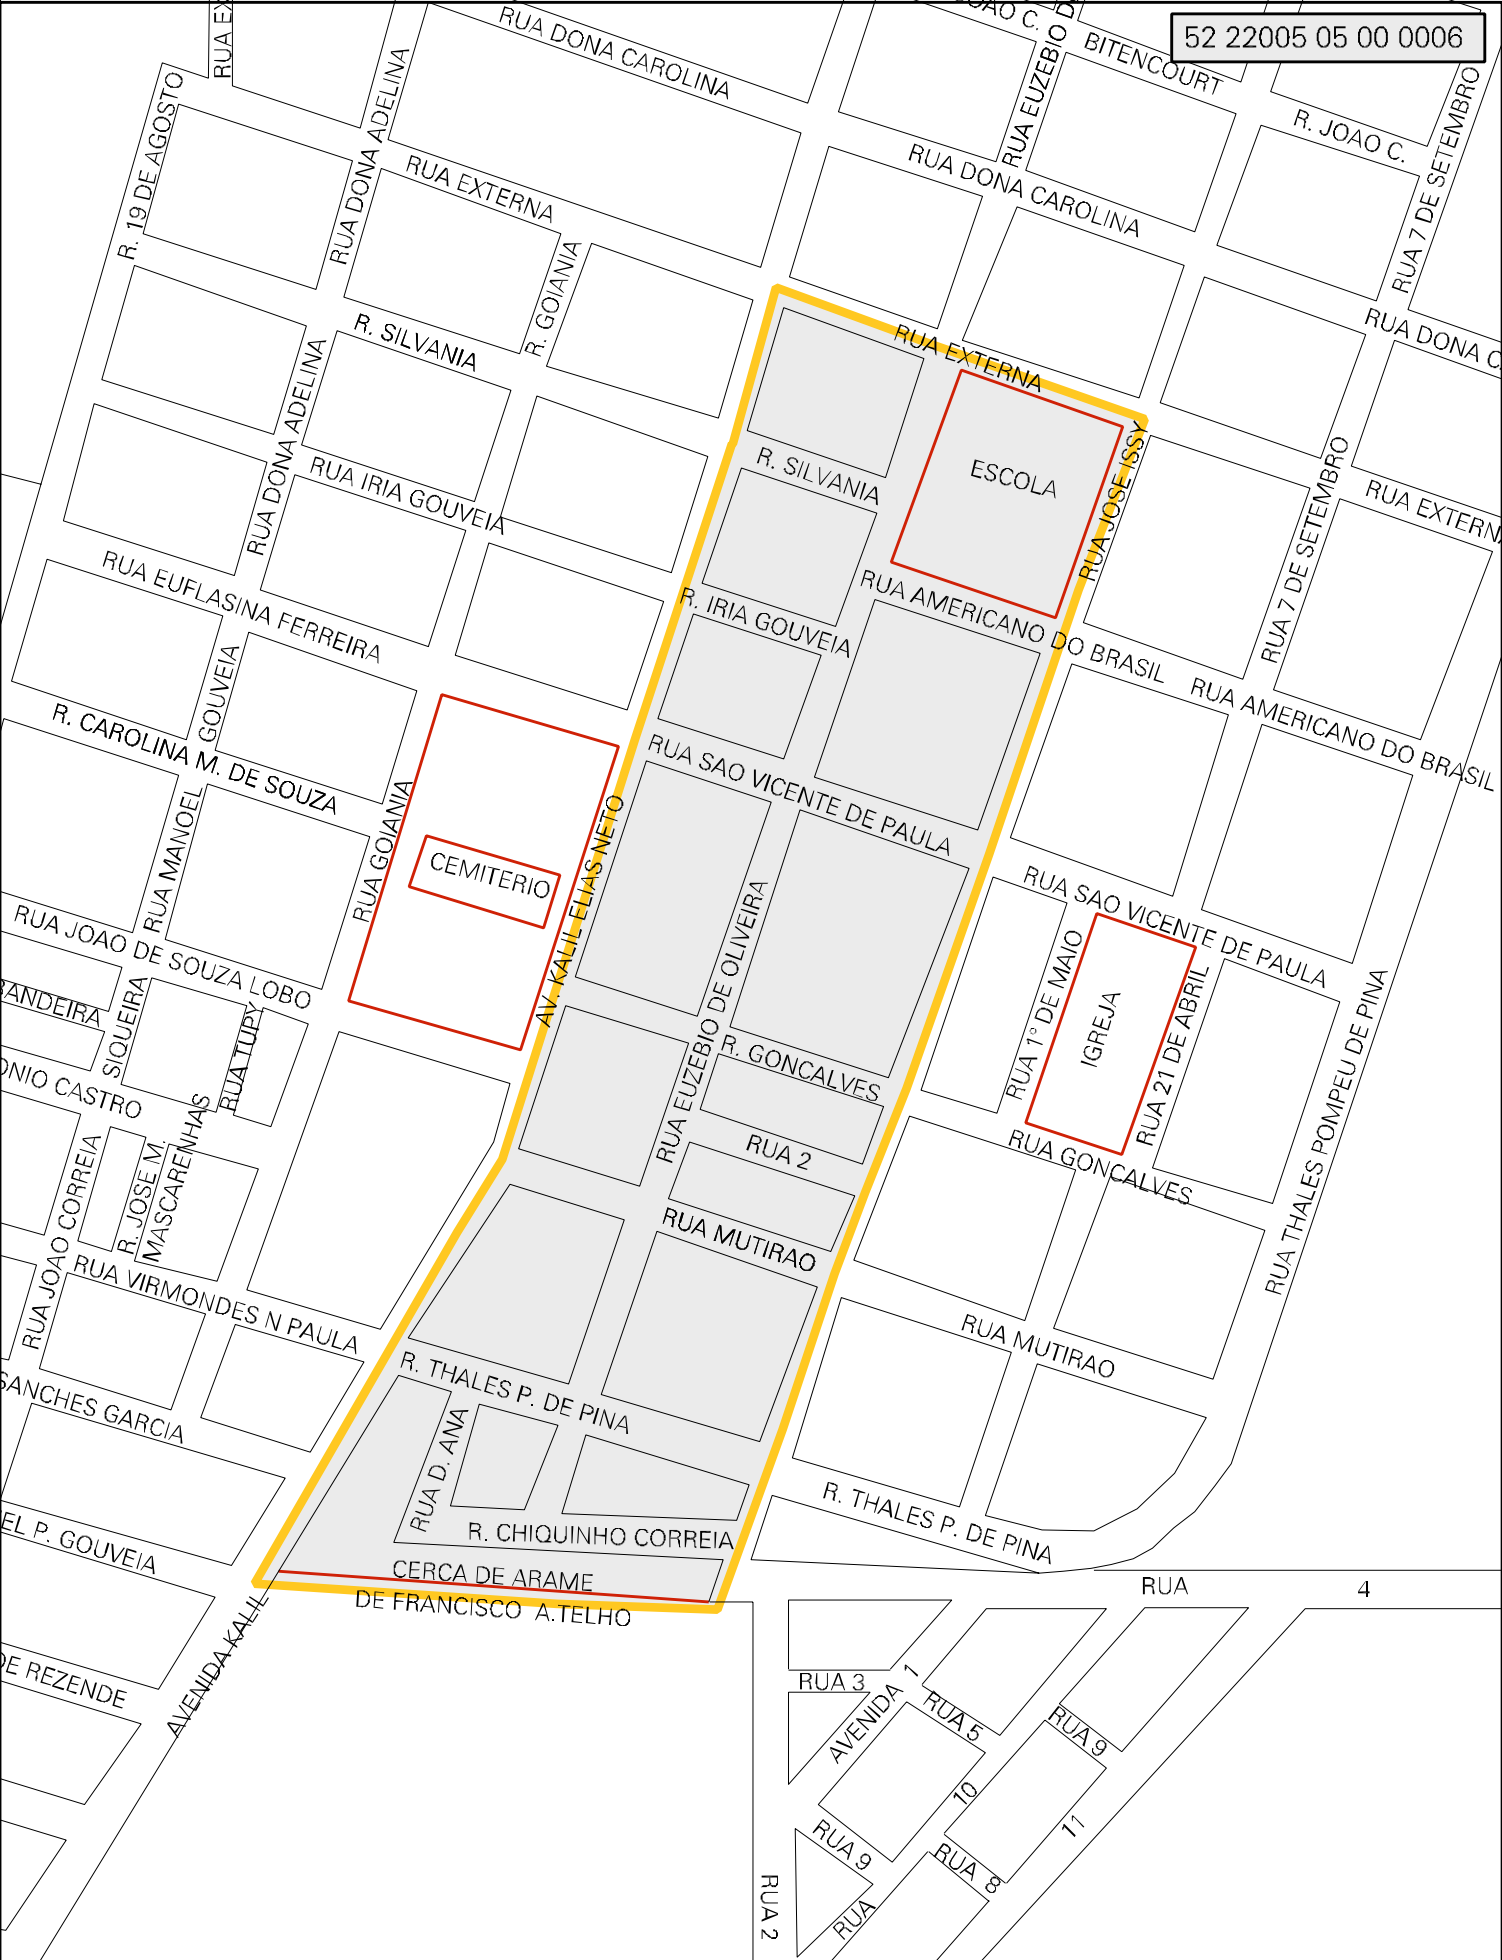 52 22005 05 00 0006
RUA DONA CAROLINA
BITENCOURT
R. JOAO C.
R. 19 DE AGOSTO
RUA DONA ADELINA
RUA EXTERNA
RUA DONA CAROLINA
RUA 7 DE SETEMBRO
R. GOIANIA
R. SILVANIA
RUA EXTERNA
RUA DONA
RUA DONA ADELINA
RUA IRIA GOUVEIA
R. SILVANIA
ESCOLA
RUA JOSE ISSY
RUA 7 DE SETEMBRO
RUA EXTERNA
RUA EUFLASINA FERREIRA
R. IRIA GOUVEIA
RUA AMERICANO DO BRASIL
RUA AMERICANO DO BRASIL
GOUVEIA
R. CAROLINA M. DE SOUZA
RUA SAO VICENTE DE PAULA
RUA MANOEL
RUA GOIANIA
CEMITERIO
AV. KALIL ELIAS NETO
RUA EUZEBIO DE OLIVEIRA
RUA SAO VICENTE DE PAULA
RUA JOAO DE SOUZA LOBO
BANDEIRA
SIQUEIRA
RUA TUPY
RUA 1º DE MAIO
IGREJA
RUA 21 DE ABRIL
RUA THALES POMPEU DE PINA
R. GONCALVES
CASTRO
RUA 2
RUA GONCALVES
RUA JOAO CORREIA
R. JOSE M.
MASCARENHAS
RUA MUTIRAO
RUA VIRMONDES N PAULA
RUA MUTIRAO
R. THALES P. DE PINA
SANCHES GARCIA
RUA D. ANA
R. THALES P. DE PINA
R. CHIQUINHO CORREIA
EL P. GOUVEIA
CERCA DE ARAME
DE FRANCISCO A.TELHO
RUA 4
AVENIDA KALIL
DE REZENDE
RUA 3
AVENIDA 1
RUA 5
RUA 9
10
11
RUA 9
RUA 8
RUA
RUA 2